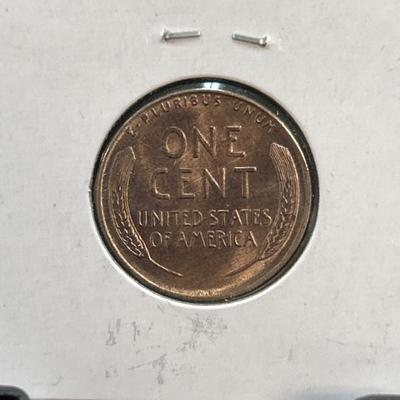 E·PLURIBUS·UNUM
ONE
CENT
UNITED STATES
OF AMERICA